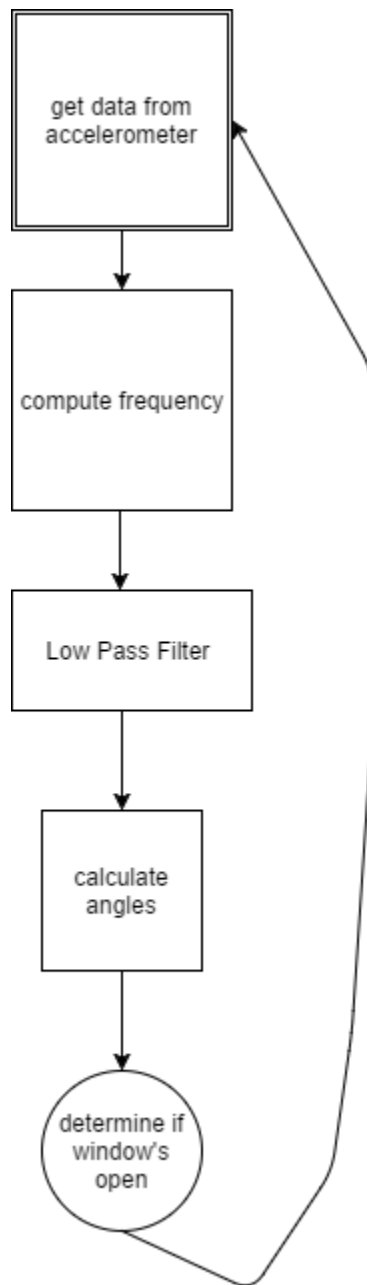 get data from
accelerometer
compute frequency
Low Pass Filter
calculate
angles
determine if
window's
open